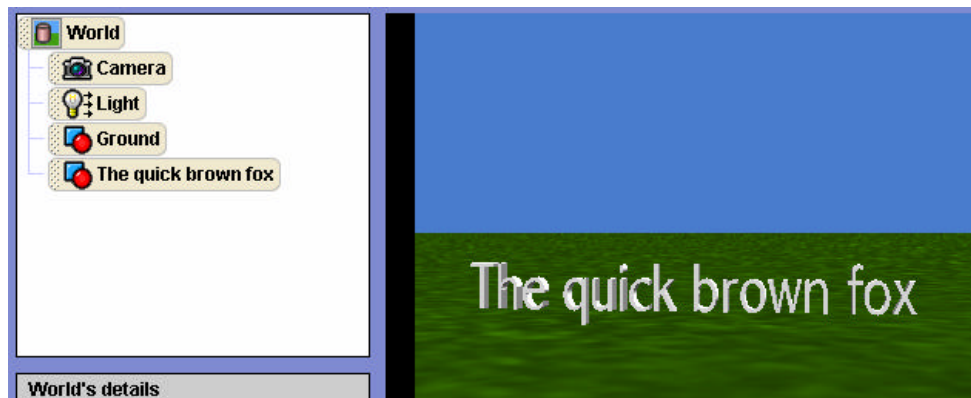 World
Camera
Light
Ground
The quick brown fox
World's details
The quick brown fox